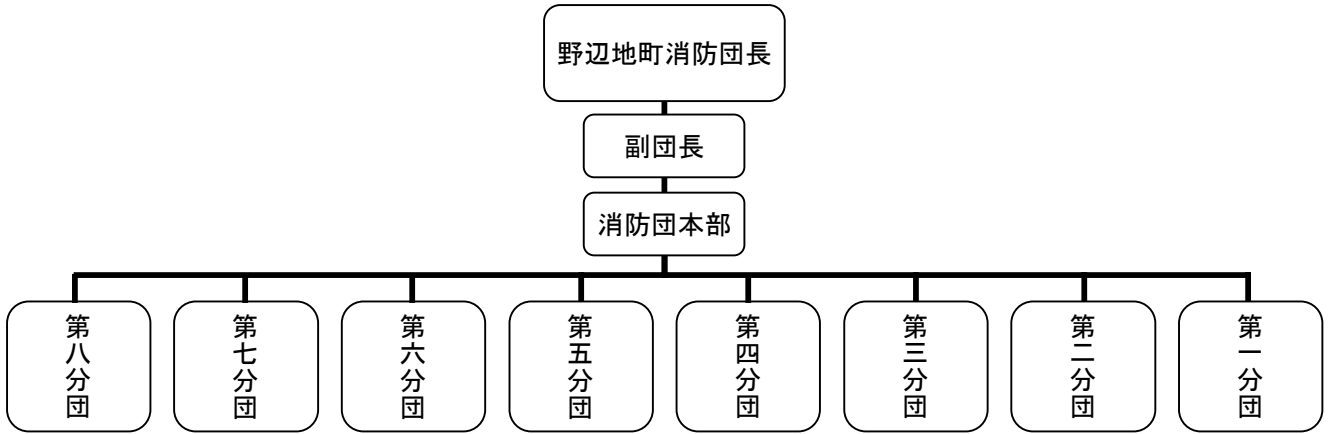 野辺地町消防団長
副団長
消防団本部
第一分団
第二分団
第三分団
第四分団
第五分団
第六分団
第七分団
第八分団